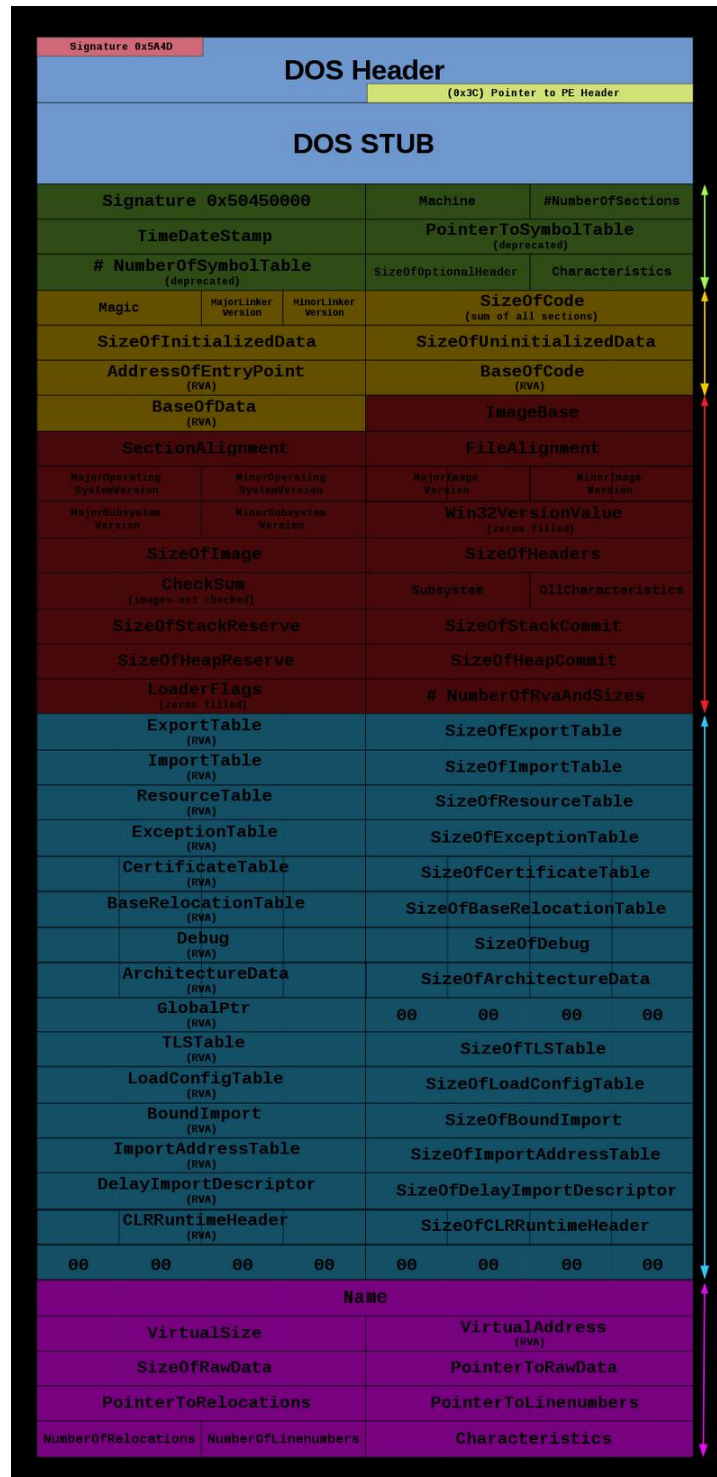 Signature 0x5A4D
DOS Header
(0x3C) Pointer to PE Header
DOS STUB
Signature 0x50450000
Machine
#NumberOfSections
TimeDateStamp
PointerToSymbolTable
(deprecated)
# NumberOfSymbolTable
(deprecated)
SizeOfOptionalHeader
Characteristics
Magic
MajorLinker
Version
MinorLinker
Version
SizeOfCode
(sum of all sections)
SizeOfInitializedData
SizeOfUninitializedData
AddressOfEntryPoint
(RVA)
BaseOfCode
(RVA)
BaseOfData
(RVA)
ImageBase
SectionAlignment
FileAlignment
MajorOperating
SystemVersion
MinorOperating
SystemVersion
MajorImage
Version
MinorImage
Version
MajorSubsystem
Version
MinorSubsystem
Version
Win32VersionValue
(zeros filled)
SizeOfImage
SizeOfHeaders
CheckSum
(images not checked)
Subsystem
DllCharacteristics
SizeOfStackReserve
SizeOfStackCommit
SizeOfHeapReserve
SizeOfHeapCommit
LoaderFlags
(zeros filled)
# NumberOfRvaAndSizes
ExportTable
(RVA)
SizeOfExportTable
ImportTable
(RVA)
SizeOfImportTable
ResourceTable
(RVA)
SizeOfResourceTable
ExceptionTable
(RVA)
SizeOfExceptionTable
CertificateTable
(RVA)
SizeOfCertificateTable
BaseRelocationTable
(RVA)
SizeOfBaseRelocationTable
Debug
(RVA)
SizeOfDebug
ArchitectureData
(RVA)
SizeOfArchitectureData
GlobalPtr
(RVA)
00 00 00 00
TLSTable
(RVA)
SizeOfTLSTable
LoadConfigTable
(RVA)
SizeOfLoadConfigTable
BoundImport
(RVA)
SizeOfBoundImport
ImportAddressTable
(RVA)
SizeOfImportAddressTable
DelayImportDescriptor
(RVA)
SizeOfDelayImportDescriptor
CLRRuntimeHeader
(RVA)
SizeOfCLRRuntimeHeader
00 00 00 00 00 00 00 00
Name
VirtualSize
VirtualAddress
(RVA)
SizeOfRawData
PointerToRawData
PointerToRelocations
PointerToLinenumbers
NumberOfRelocations
NumberOfLinenumbers
Characteristics